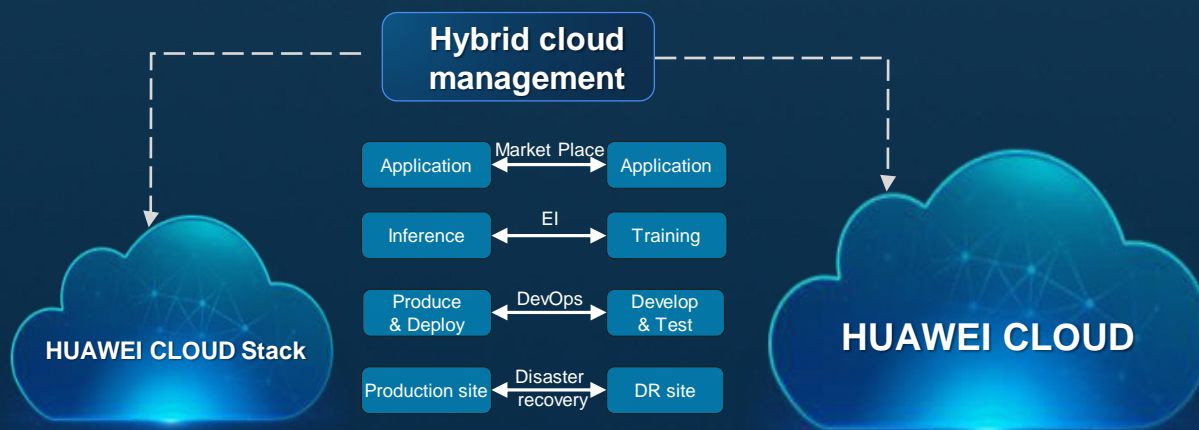 Hybrid cloud
management
Application
Market Place
Application
Inference
EI
Training
Produce
& Deploy
DevOps
Develop
& Test
Production site
Disaster
recovery
DR site
HUAWEI CLOUD Stack
HUAWEI CLOUD